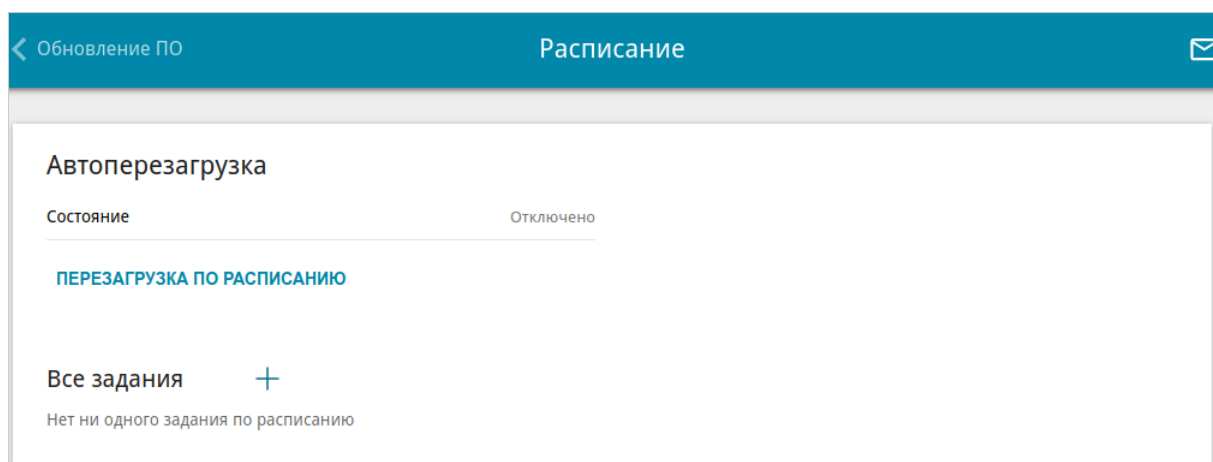 Обновление ПО
Расписание
Автоперезагрузка
Состояние
Отключено
ПЕРЕЗАГРУЗКА ПО РАСПИСАНИЮ
Все задания
Нет ни одного задания по расписанию